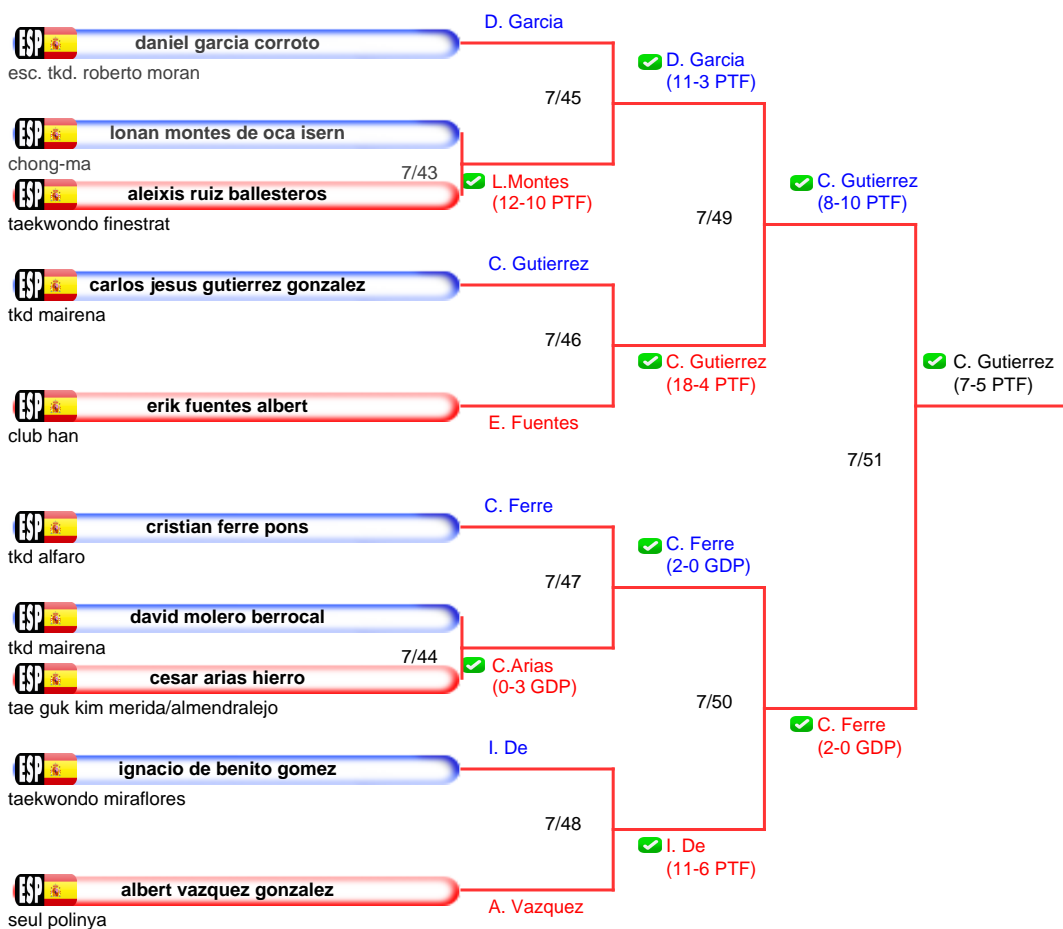 D. Garcia
ESP daniel garcia corroto
esc. tkd. roberto moran
D. Garcia
(11-3 PTF)
7/45
ESP lonan montes de oca isern
chong-ma
7/43
L.Montes
(12-10 PTF)
ESP aleixis ruiz ballesteros
taekwondo finestrat
C. Gutierrez
(8-10 PTF)
7/49
C. Gutierrez
ESP carlos jesus gutierrez gonzalez
tkd mairena
7/46
C. Gutierrez
(18-4 PTF)
C. Gutierrez
(7-5 PTF)
ESP erik fuentes albert
E. Fuentes
club han
7/51
C. Ferre
ESP cristian ferre pons
tkd alfaro
C. Ferre
(2-0 GDP)
7/47
ESP david molero berrocal
tkd mairena
7/44
C.Arias
(0-3 GDP)
ESP cesar arias hierro
tae guk kim merida/almendralejo
7/50
C. Ferre
(2-0 GDP)
I. De
ESP ignacio de benito gomez
taekwondo miraflores
7/48
I. De
(11-6 PTF)
ESP albert vazquez gonzalez
A. Vazquez
seul polinya